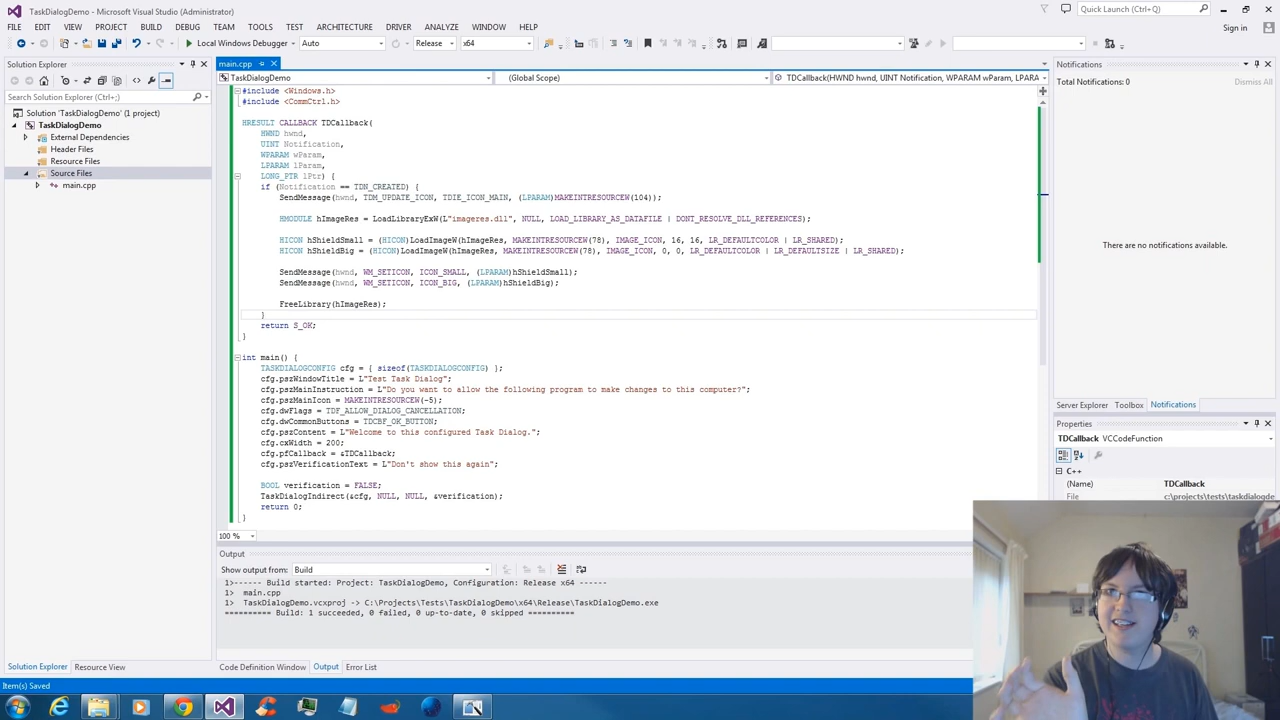 TaskDialogDemo - Microsoft Visual Studio (Administrator)
Quick Launch (Ctrl+Q)
FILE EDIT VIEW PROJECT BUILD DEBUG TEAM TOOLS TEST ARCHITECTURE DRIVER ANALYZE WINDOW HELP
Sign in
Local Windows Debugger Auto Release x64
Solution Explorer
Search Solution Explorer (Ctrl+;)
Solution 'TaskDialogDemo' (1 project)
TaskDialogDemo
External Dependencies
Header Files
Resource Files
Source Files
main.cpp
Solution Explorer Resource View
main.cpp
TaskDialogDemo (Global Scope) TDCallback(HWND hwnd, UINT Notification, WPARAM wParam, LPARA
#include <Windows.h>
#include <CommCtrl.h>
HRESULT CALLBACK TDCallback(
HWND hwnd,
UINT Notification,
WPARAM wParam,
LPARAM lParam,
LONG_PTR lPtr) {
if (Notification == TDN_CREATED) {
SendMessage(hwnd, TDM_UPDATE_ICON, TDIE_ICON_MAIN, (LPARAM)MAKEINTRESOURCEW(104));
HMODULE hImageRes = LoadLibraryExW(L"imageres.dll", NULL, LOAD_LIBRARY_AS_DATAFILE | DONT_RESOLVE_DLL_REFERENCES);
HICON hShieldSmall = (HICON)LoadImageW(hImageRes, MAKEINTRESOURCEW(78), IMAGE_ICON, 16, 16, LR_DEFAULTCOLOR | LR_SHARED);
HICON hShieldBig = (HICON)LoadImageW(hImageRes, MAKEINTRESOURCEW(78), IMAGE_ICON, 0, 0, LR_DEFAULTCOLOR | LR_DEFAULTSIZE | LR_SHARED);
SendMessage(hwnd, WM_SETICON, ICON_SMALL, (LPARAM)hShieldSmall);
SendMessage(hwnd, WM_SETICON, ICON_BIG, (LPARAM)hShieldBig);
FreeLibrary(hImageRes);
}
return S_OK;
}
int main() {
TASKDIALOGCONFIG cfg = { sizeof(TASKDIALOGCONFIG) };
cfg.pszWindowTitle = L"Test Task Dialog";
cfg.pszMainInstruction = L"Do you want to allow the following program to make changes to this computer?";
cfg.pszMainIcon = MAKEINTRESOURCEW(-5);
cfg.dwFlags = TDF_ALLOW_DIALOG_CANCELLATION;
cfg.dwCommonButtons = TDCBF_OK_BUTTON;
cfg.pszContent = L"Welcome to this configured Task Dialog.";
cfg.cxWidth = 200;
cfg.pfCallback = &TDCallback;
cfg.pszVerificationText = L"Don't show this again";
BOOL verification = FALSE;
TaskDialogIndirect(&cfg, NULL, NULL, &verification);
return 0;
}
100 %
Output
Show output from: Build
1>------ Build started: Project: TaskDialogDemo, Configuration: Release x64 ------
1> main.cpp
1> TaskDialogDemo.vcxproj -> C:\Projects\Tests\TaskDialogDemo\x64\Release\TaskDialogDemo.exe
========== Build: 1 succeeded, 0 failed, 0 up-to-date, 0 skipped ==========
Code Definition Window Output Error List
Notifications
Total Notifications: 0 Dismiss All
There are no notifications available.
Server Explorer Toolbox Notifications
Properties
TDCallback VCCodeFunction
C++
(Name) TDCallback
File c:\projects\tests\taskdialogde
Item(s) Saved